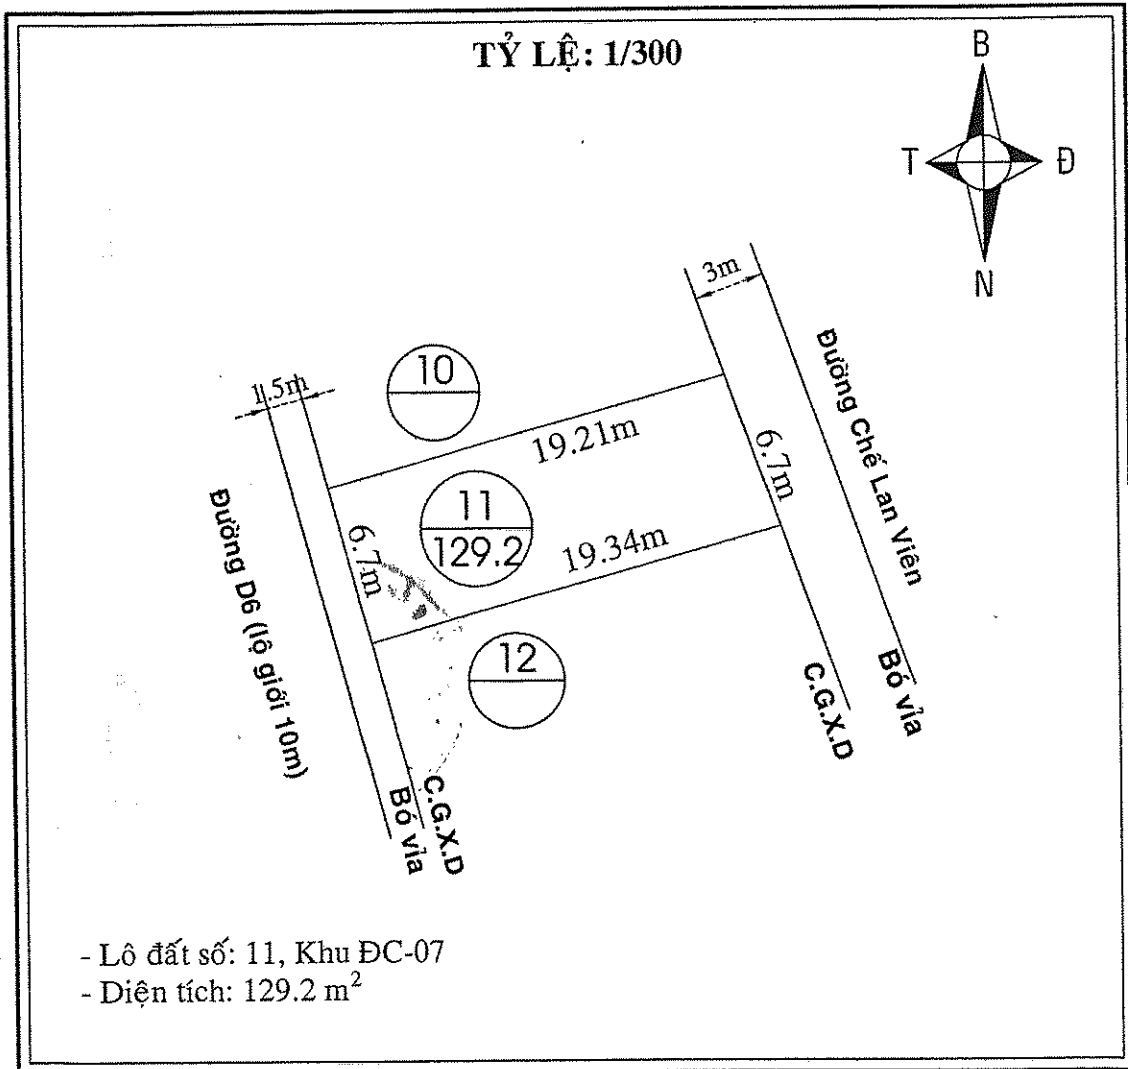 TỶ LỆ: 1/300
B
T
Đ
N
3m
1.5m
10
19.21m
Đường Chế Lan Viên
6.7m
11
129.2
6.7m
19.34m
Đường D6 (lộ giới 10m)
12
C.G.X.D
Bó vỉa
C.G.X.D
Bó vỉa
- Lô đất số: 11, Khu ĐC-07
- Diện tích: 129.2 m²